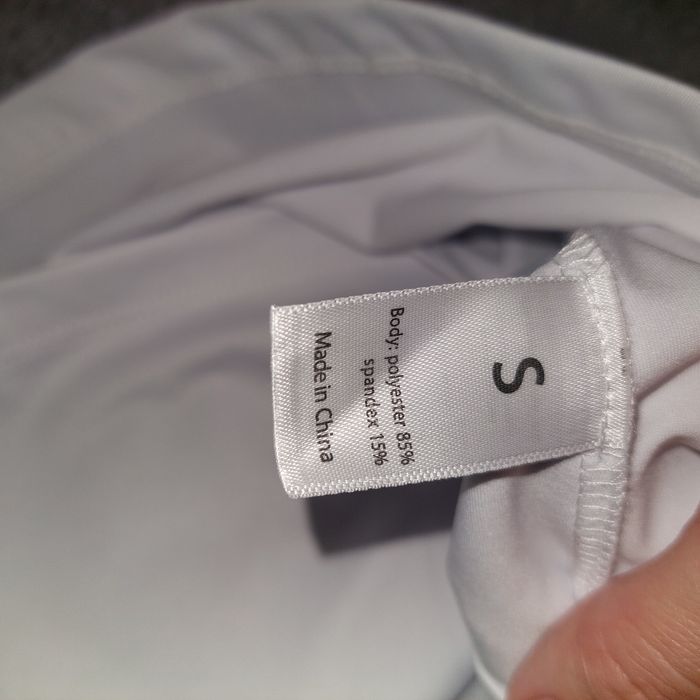 S
Body: polyester 85%
spandex 15%
Made in China